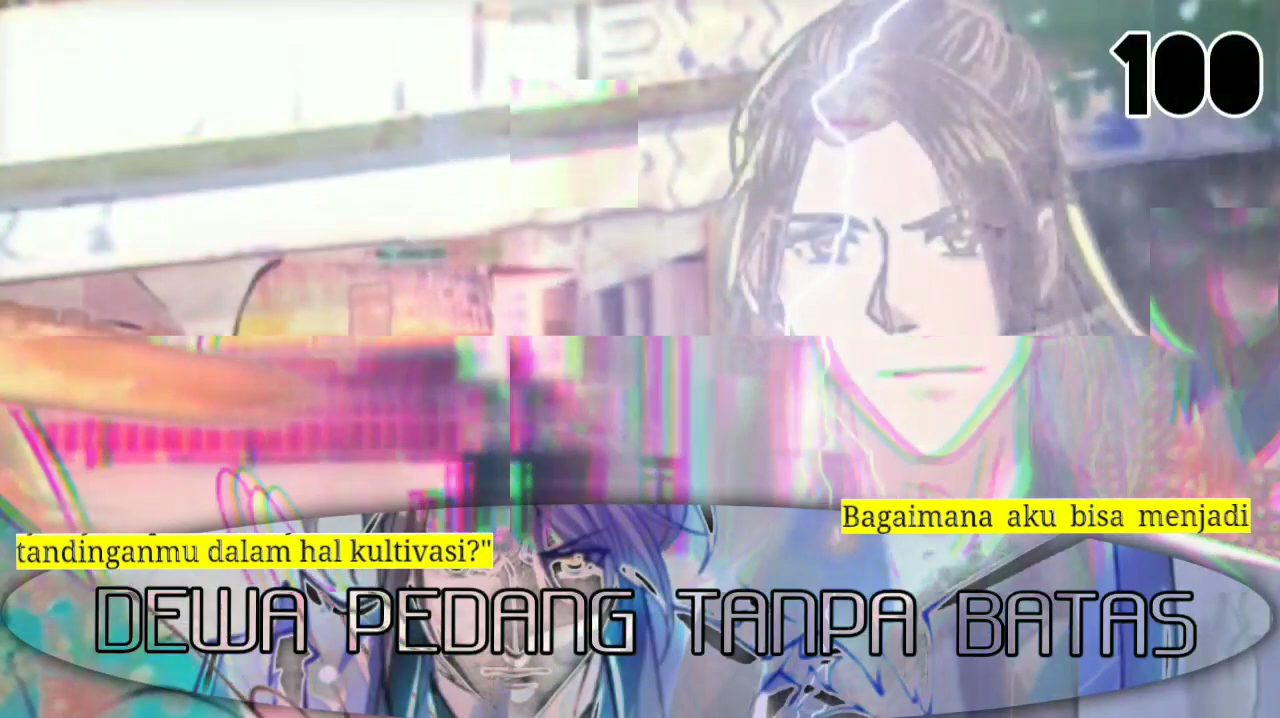 100
Bagaimana aku bisa menjadi
tandinganmu dalam hal kultivasi?"
DEWA PEDANG TANPA BATAS